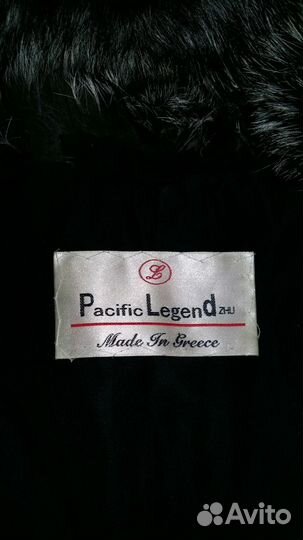 L
Pacific Legend ZHU
Made In Greece
Avito